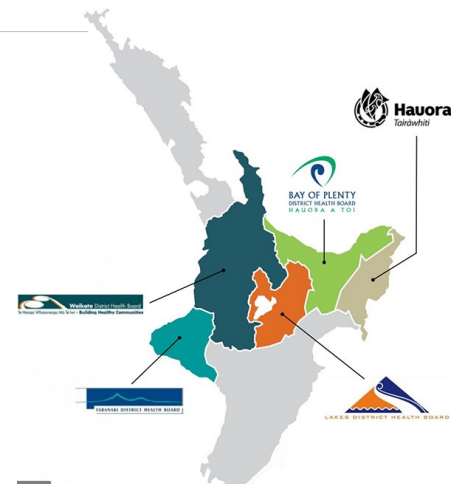 Hauora
Tairāwhiti
BAY OF PLENTY
DISTRICT HEALTH BOARD
HAUORA A TOI
Waikato District Health Board
Building Healthy Communities
TARANAKI DISTRICT HEALTH BOARD
LAKES DISTRICT HEALTH BOARD